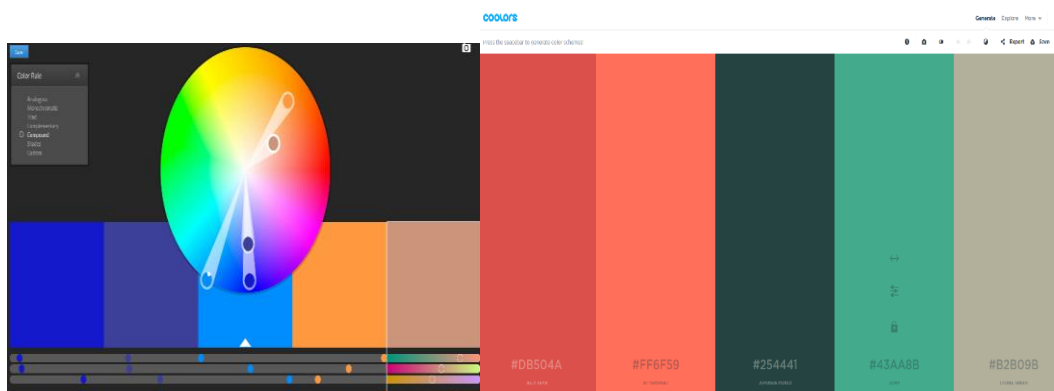 Save
Color Rule
Analogous
Monochromatic
Triad
Complementary
Compound
Shades
Custom
coolors
Generate Explore More
Press the spacebar to generate color schemes!
Export Save
#DB504A
#FF6F59
#254441
#43AA8B
#B2B09B